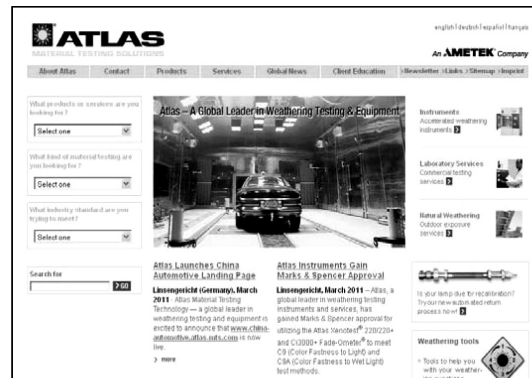 english | deutsch | español | français
ATLAS
MATERIAL TESTING SOLUTIONS
An AMETEK® Company
About Atlas
Contact
Products
Services
Global News
Client Education
›Newsletter ›Links ›Sitemap ›Imprint
What products or services are you
looking for?
Select one
What kind of material testing are
you looking for?
Select one
What industry standard are you
trying to meet?
Select one
Search for
GO
Atlas – A Global Leader in Weathering Testing & Equipment
Atlas Launches China
Automotive Landing Page
Linsengericht (Germany), March
2011 - Atlas Material Testing
Technology — a global leader in
weathering testing and equipment is
excited to announce that www.china-
automotive.atlas-mts.com is now
live.
› more
Atlas Instruments Gain
Marks & Spencer Approval
Linsengericht, March 2011 – Atlas, a
global leader in weathering testing
instruments and services, has
gained Marks & Spencer approval for
utilizing the Atlas Xenotest® 220/220+
and Ci3000+ Fade-Ometer® to meet
C9 (Color Fastness to Light) and
C9A (Color Fastness to Wet Light)
test methods.
Instruments
Accelerated weathering
instruments
Laboratory Services
Commercial testing
services
Natural Weathering
Outdoor exposure
services
Is your lamp due for recalibration?
Try our new automated return
process now!
Weathering tools
› Tools to help you
with your weather-